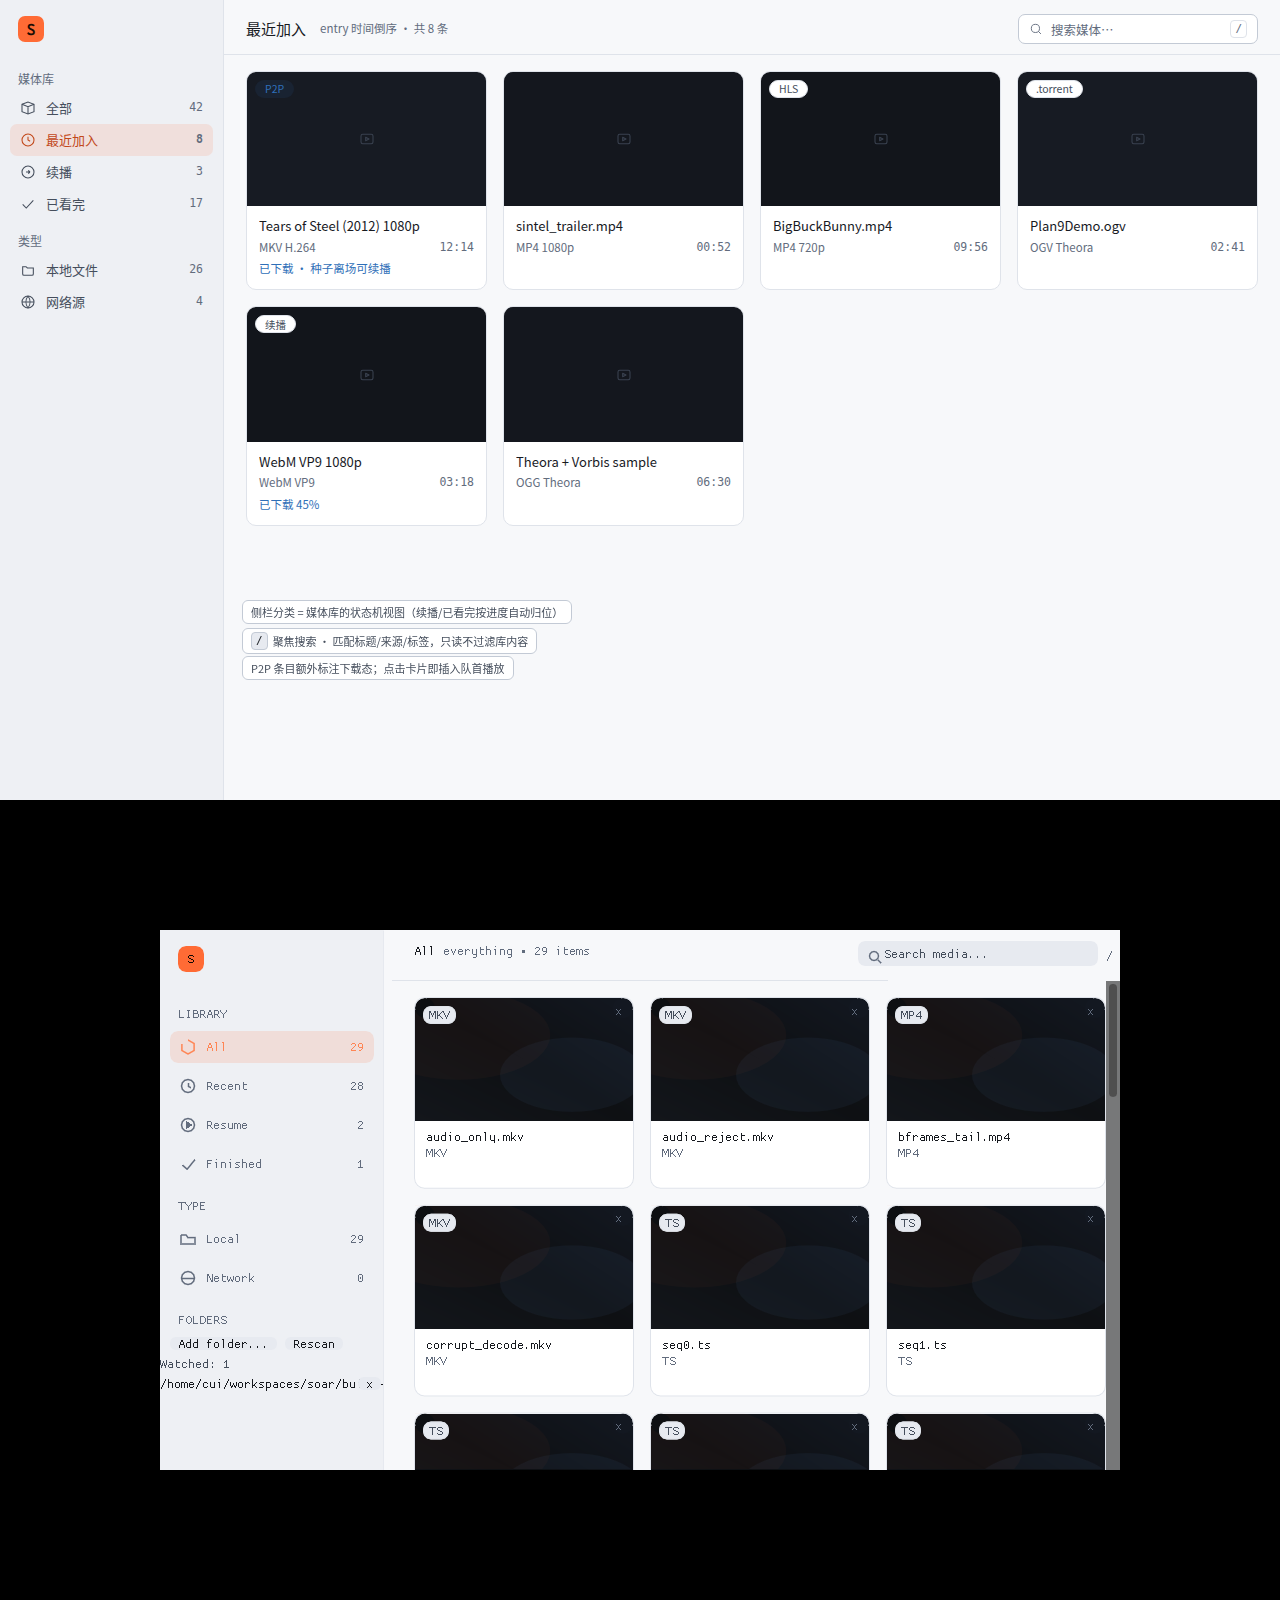 S
媒体库
全部 42
最近加入 8
续播 3
已看完 17
类型
本地文件 26
网络源 4
最近加入 entry 时间倒序 · 共 8 条
搜索媒体… /
P2P
HLS
.torrent
Tears of Steel (2012) 1080p
MKV H.264 12:14
已下载 · 种子离场可续播
sintel_trailer.mp4
MP4 1080p 00:52
BigBuckBunny.mp4
MP4 720p 09:56
Plan9Demo.ogv
OGV Theora 02:41
续播
WebM VP9 1080p
WebM VP9 03:18
已下载 45%
Theora + Vorbis sample
OGG Theora 06:30
侧栏分类 = 媒体库的状态机视图（续播/已看完按进度自动归位）
/ 聚焦搜索 · 匹配标题/来源/标签，只读不过滤库内容
P2P 条目额外标注下载态；点击卡片即插入队首播放
S
LIBRARY
All 29
Recent 28
Resume 2
Finished 1
TYPE
Local 29
Network 0
FOLDERS
Add folder... Rescan
Watched: 1
/home/cui/workspaces/soar/bu x -
All everything • 29 items
Search media... /
MKV x
MKV x
MP4 x
audio_only.mkv
MKV
audio_reject.mkv
MKV
bframes_tail.mp4
MP4
MKV x
TS x
TS x
corrupt_decode.mkv
MKV
seq0.ts
TS
seq1.ts
TS
TS x
TS x
TS x